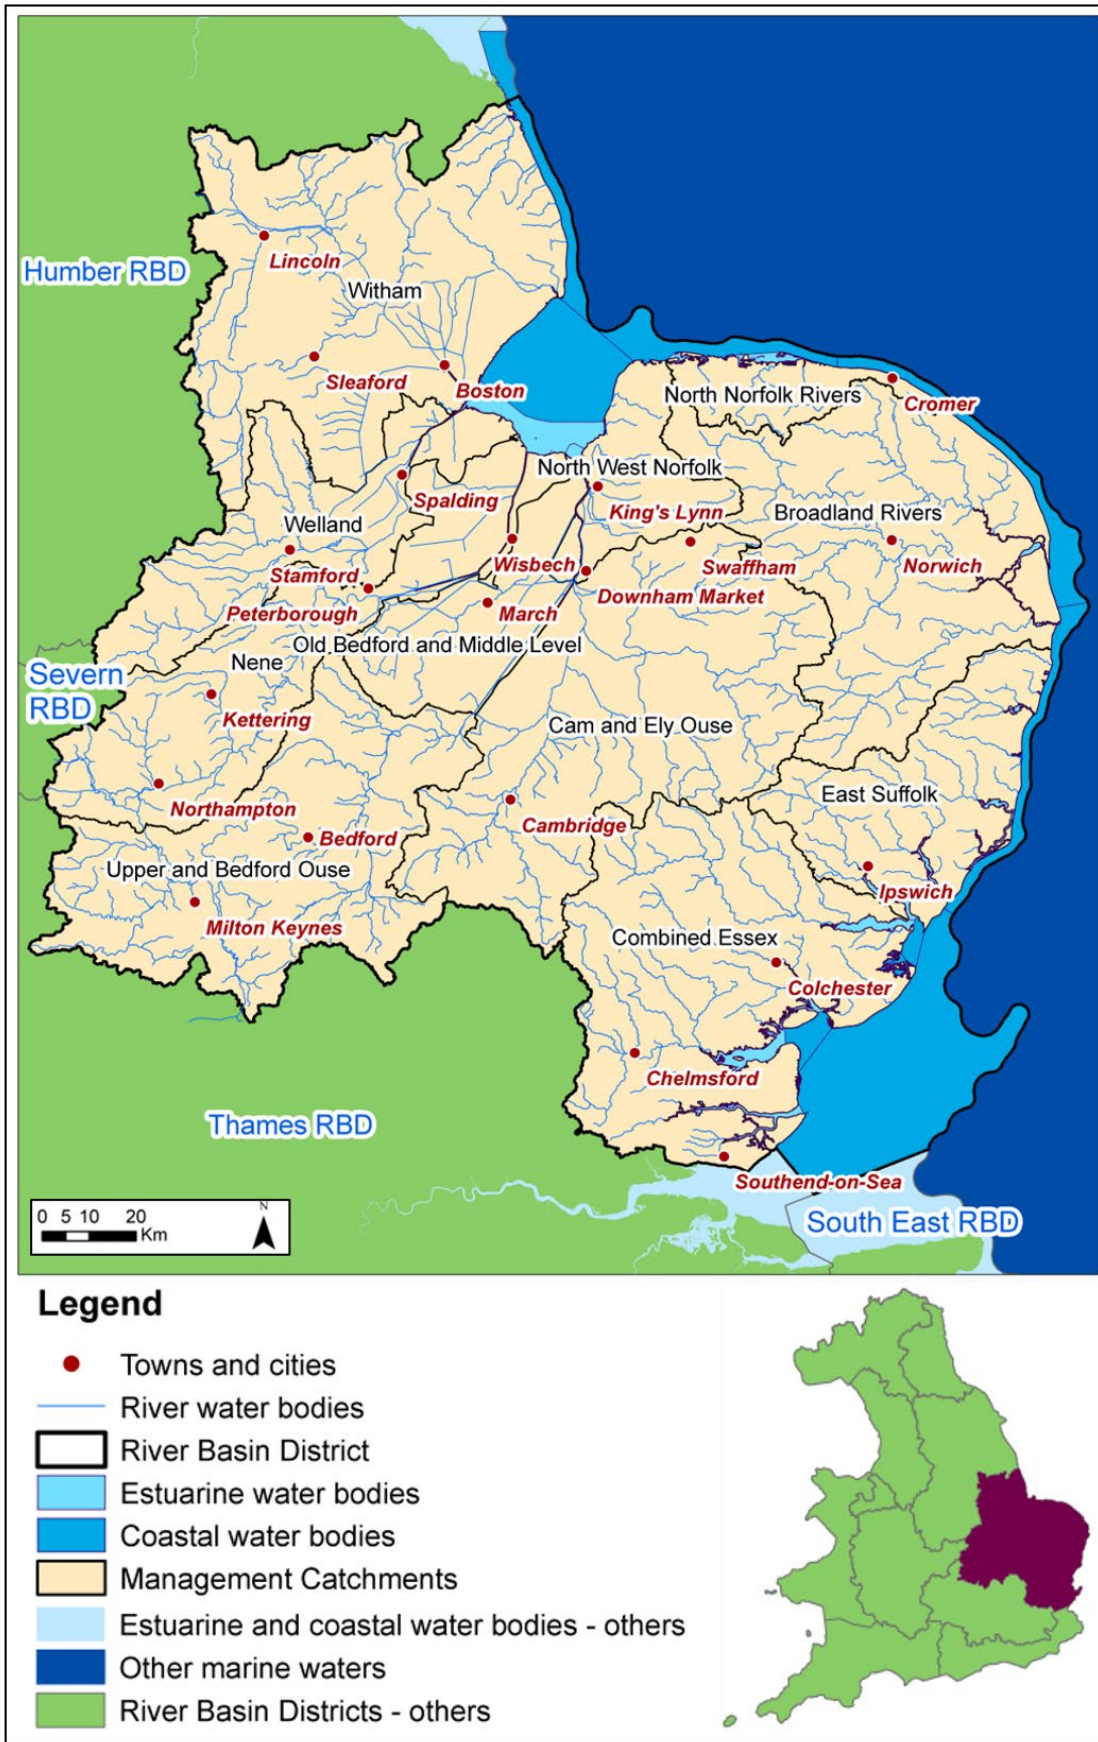 Humber RBD
Lincoln
Witham
Sleaford
Boston
North Norfolk Rivers
Cromer
North West Norfolk
Spalding
King's Lynn
Broadland Rivers
Welland
Wisbech
Swaffham
Norwich
Stamford
Downham Market
Peterborough
March
Old Bedford and Middle Level
Nene
Severn
RBD
Kettering
Cam and Ely Ouse
East Suffolk
Northampton
Cambridge
Bedford
Upper and Bedford Ouse
Ipswich
Milton Keynes
Combined Essex
Colchester
Chelmsford
Thames RBD
Southend-on-Sea
South East RBD
0 5 10 20
Km
N
Legend
Towns and cities
River water bodies
River Basin District
Estuarine water bodies
Coastal water bodies
Management Catchments
Estuarine and coastal water bodies - others
Other marine waters
River Basin Districts - others